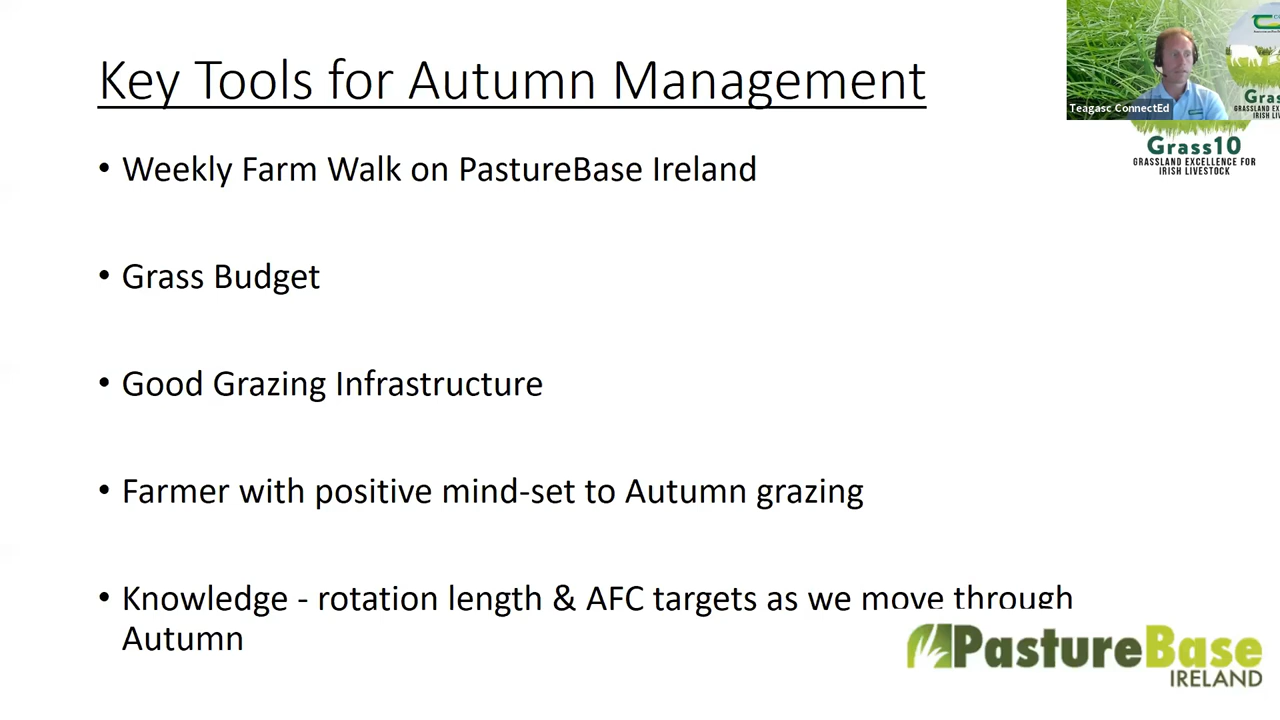 Key Tools for Autumn Management
• Weekly Farm Walk on PastureBase Ireland
• Grass Budget
• Good Grazing Infrastructure
• Farmer with positive mind-set to Autumn grazing
• Knowledge - rotation length & AFC targets as we move through
Autumn
Teagasc ConnectEd
Grass10
GRASSLAND EXCELLENCE FOR
IRISH LIVESTOCK
PastureBase
IRELAND